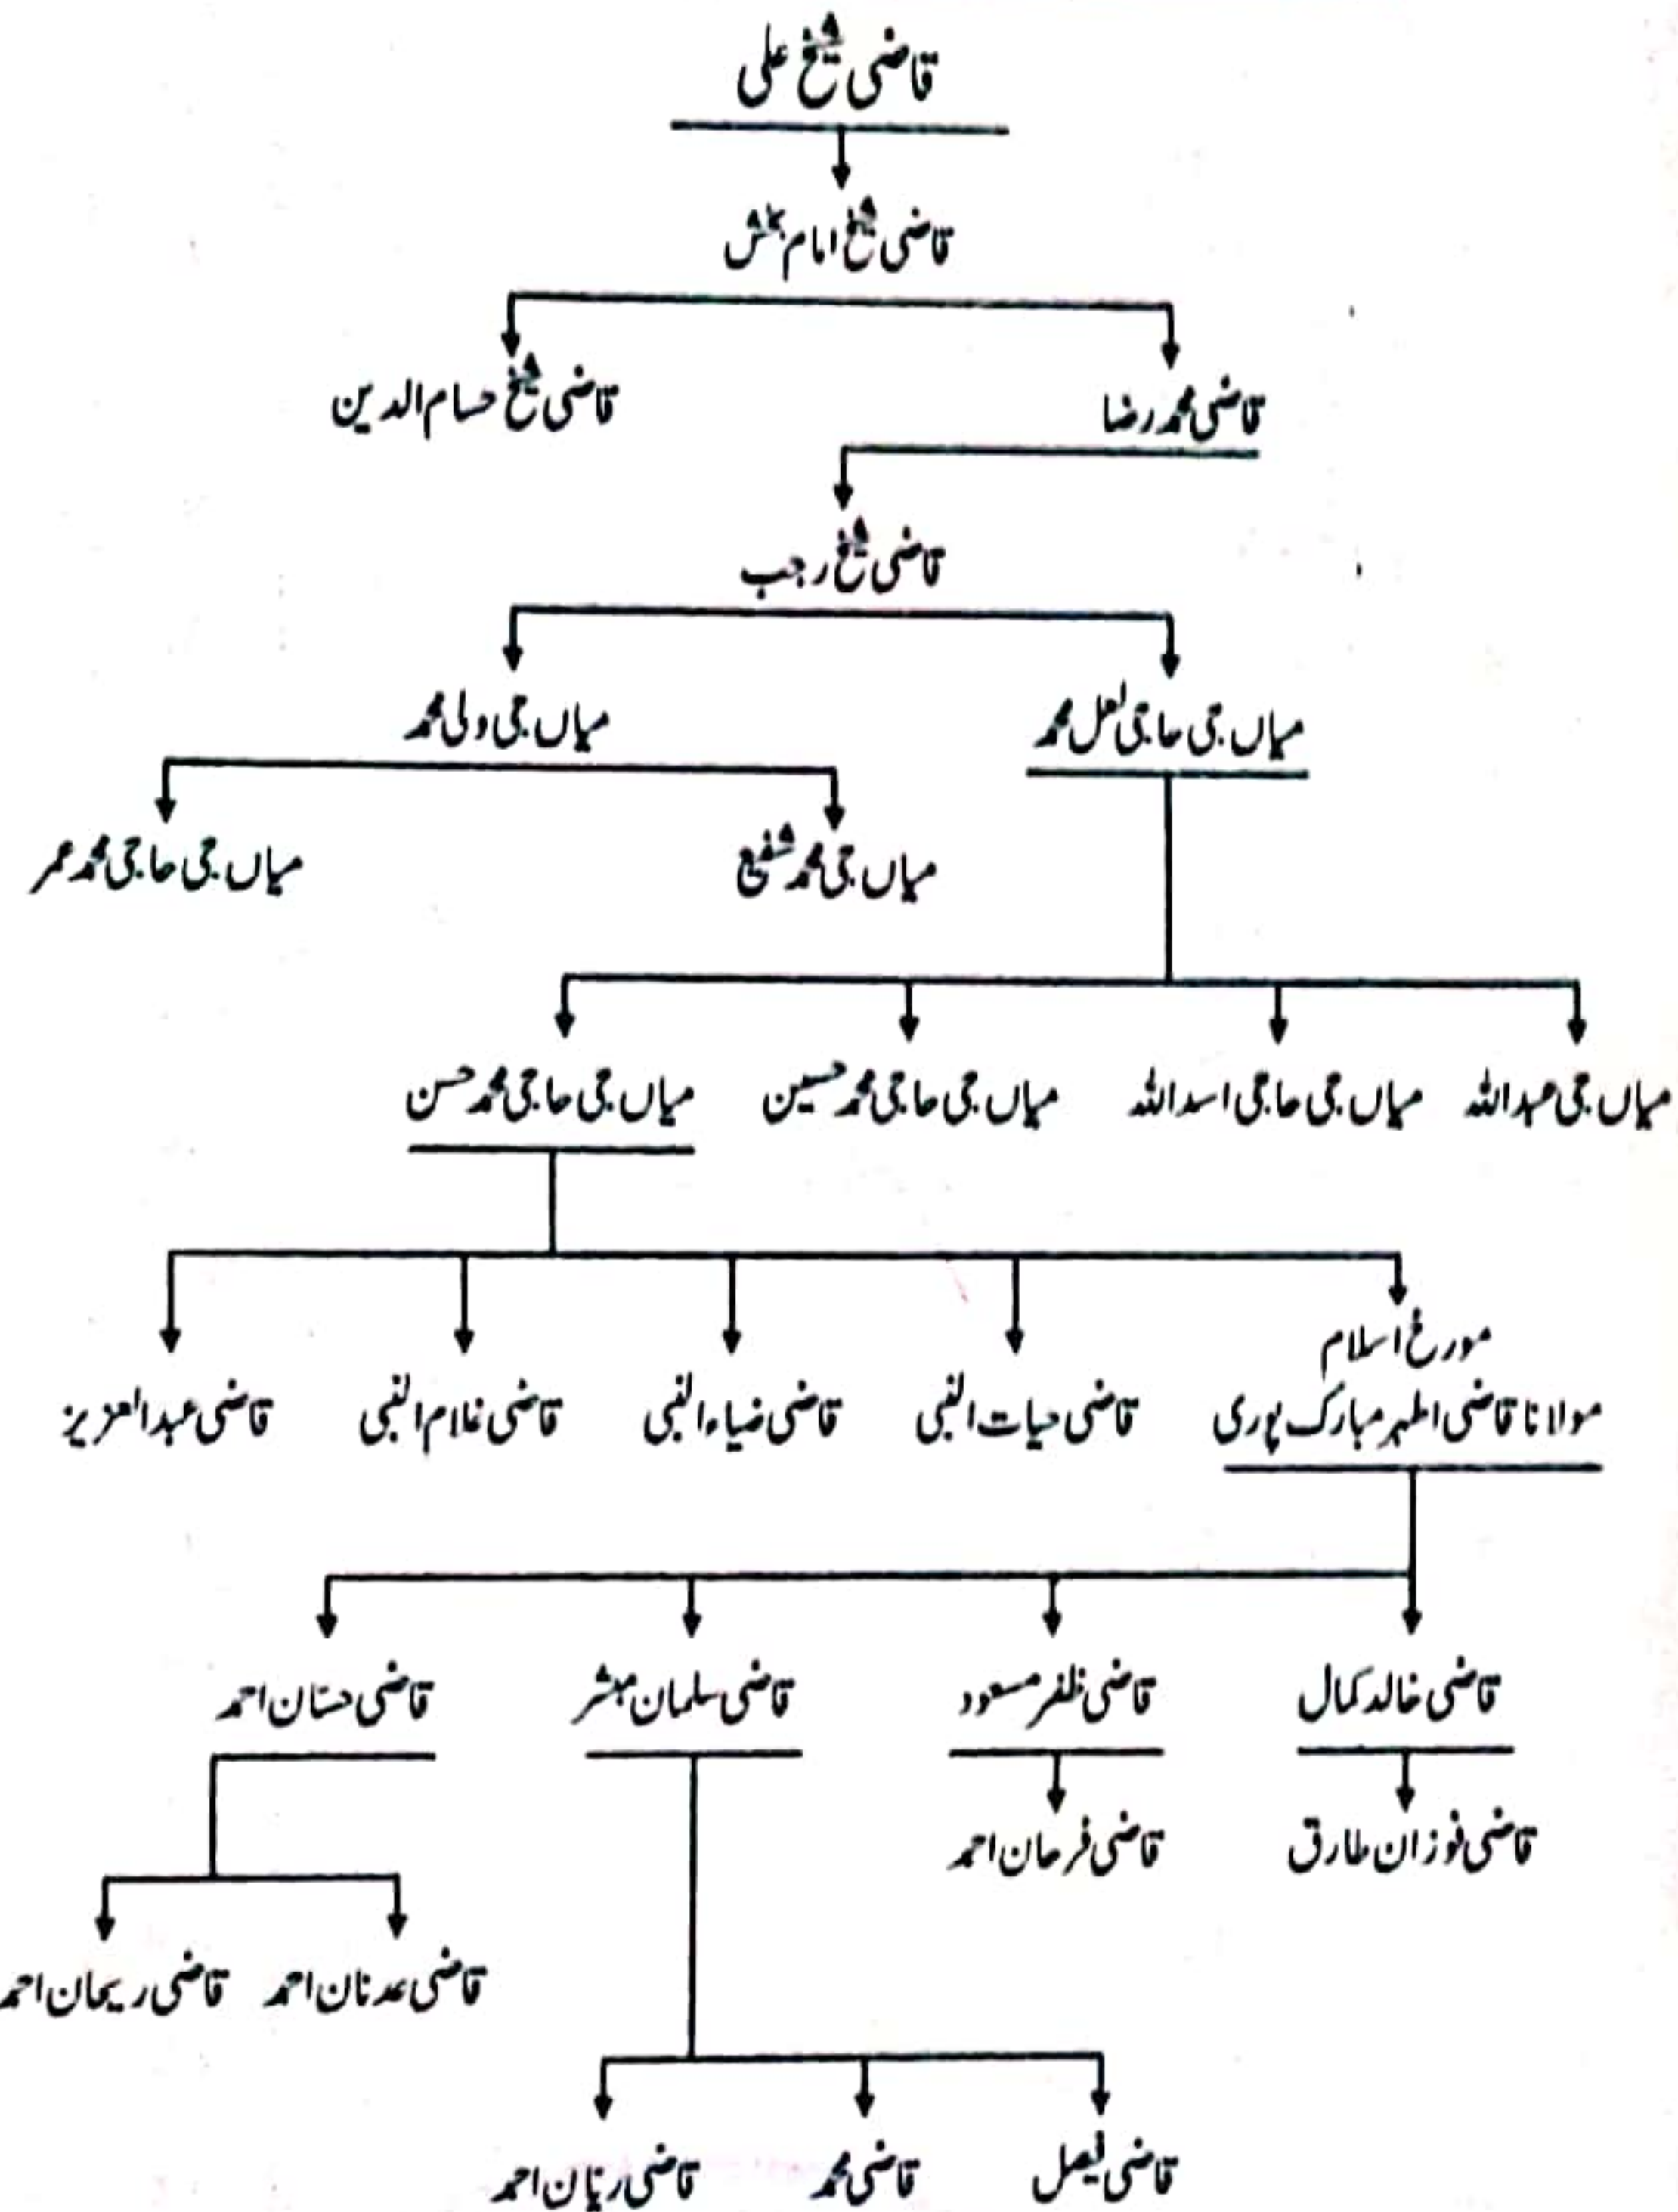 قاضی شیخ علی
قاضی شیخ امام بخش
قاضی محمد رضا
قاضی شیخ حسام الدین
قاضی شیخ رجب
میاں جی حاجی لعل محمد
میاں جی ولی محمد
میاں جی محمد شفیع
میاں جی حاجی محمد عمر
میاں جی عبداللہ
میاں جی حاجی اسداللہ
میاں جی حاجی محمد حسین
میاں جی حاجی محمد حسن
مورخ اسلام
مولانا قاضی اطہر مبارک پوری
قاضی حیات النبی
قاضی ضیاء النبی
قاضی غلام النبی
قاضی عبدالعزیز
قاضی خالد کمال
قاضی ظفر مسعود
قاضی سلمان مبشر
قاضی حسّان احمد
قاضی فوزان طارق
قاضی فرحان احمد
قاضی عدنان احمد
قاضی ریحان احمد
قاضی فیصل
قاضی محمد
قاضی ریّان احمد